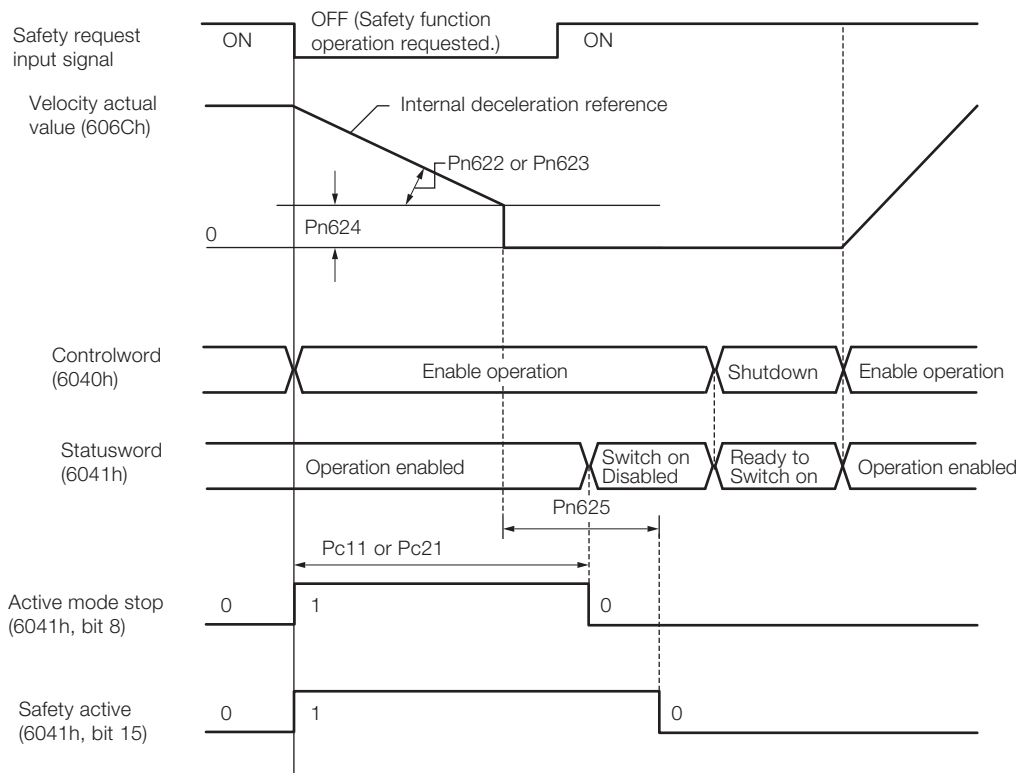 Safety request
input signal
ON
OFF (Safety function
operation requested.)
ON
Velocity actual
value (606Ch)
Internal deceleration reference
Pn622 or Pn623
Pn624
0
Controlword
(6040h)
Enable operation
Shutdown
Enable operation
Statusword
(6041h)
Operation enabled
Switch on
Disabled
Ready to
Switch on
Operation enabled
Pn625
Pc11 or Pc21
Active mode stop
(6041h, bit 8)
0
1
0
Safety active
(6041h, bit 15)
0
1
0